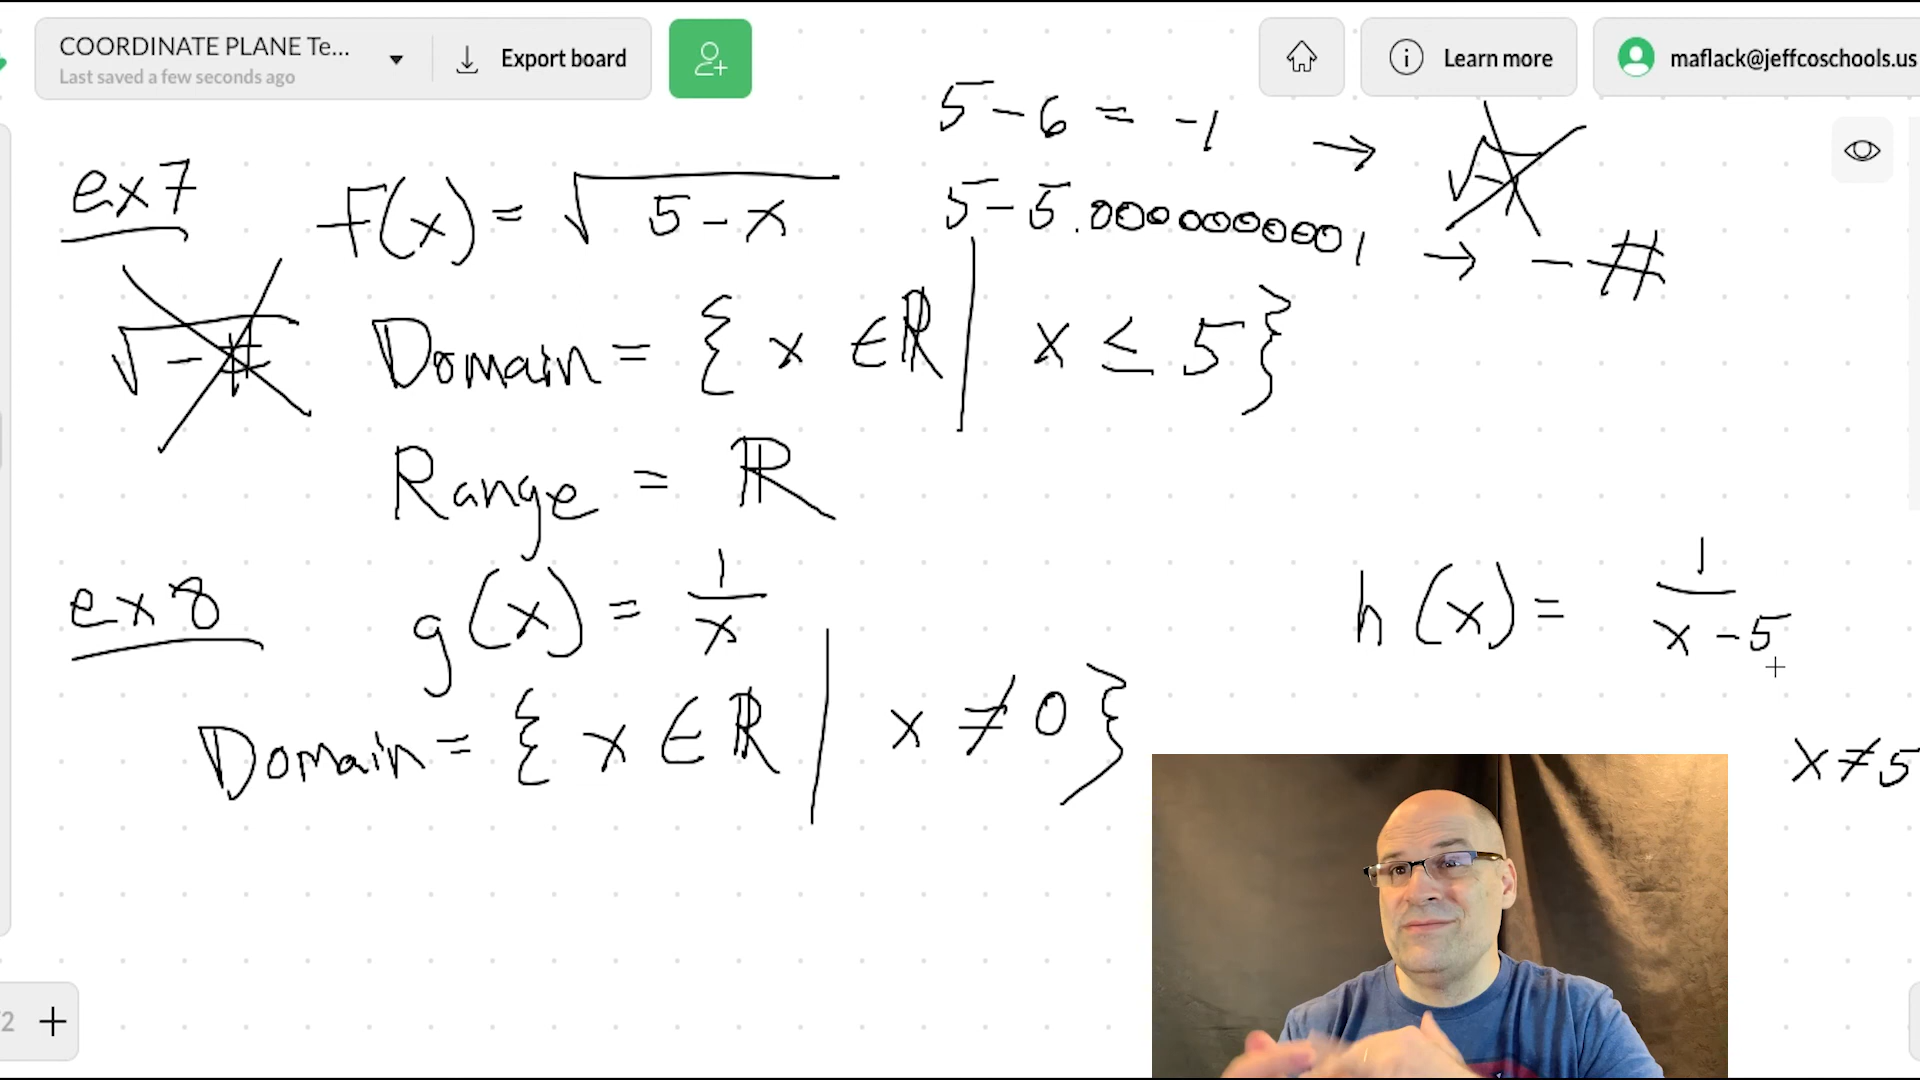 COORDINATE PLANE Te...
Last saved a few seconds ago
Export board
Learn more
maflack@jeffcoschools.us
5 - 6 = -1 → √-
ex7 f(x) = √5 - x
5 - 5.0000000001 → - #
√-#
Domain = { x ∈ ℝ | x ≤ 5 }
Range = ℝ
ex8 g(x) = 1/x
h(x) = 1/x - 5
Domain = { x ∈ ℝ | x ≠ 0 }
x ≠ 5
2